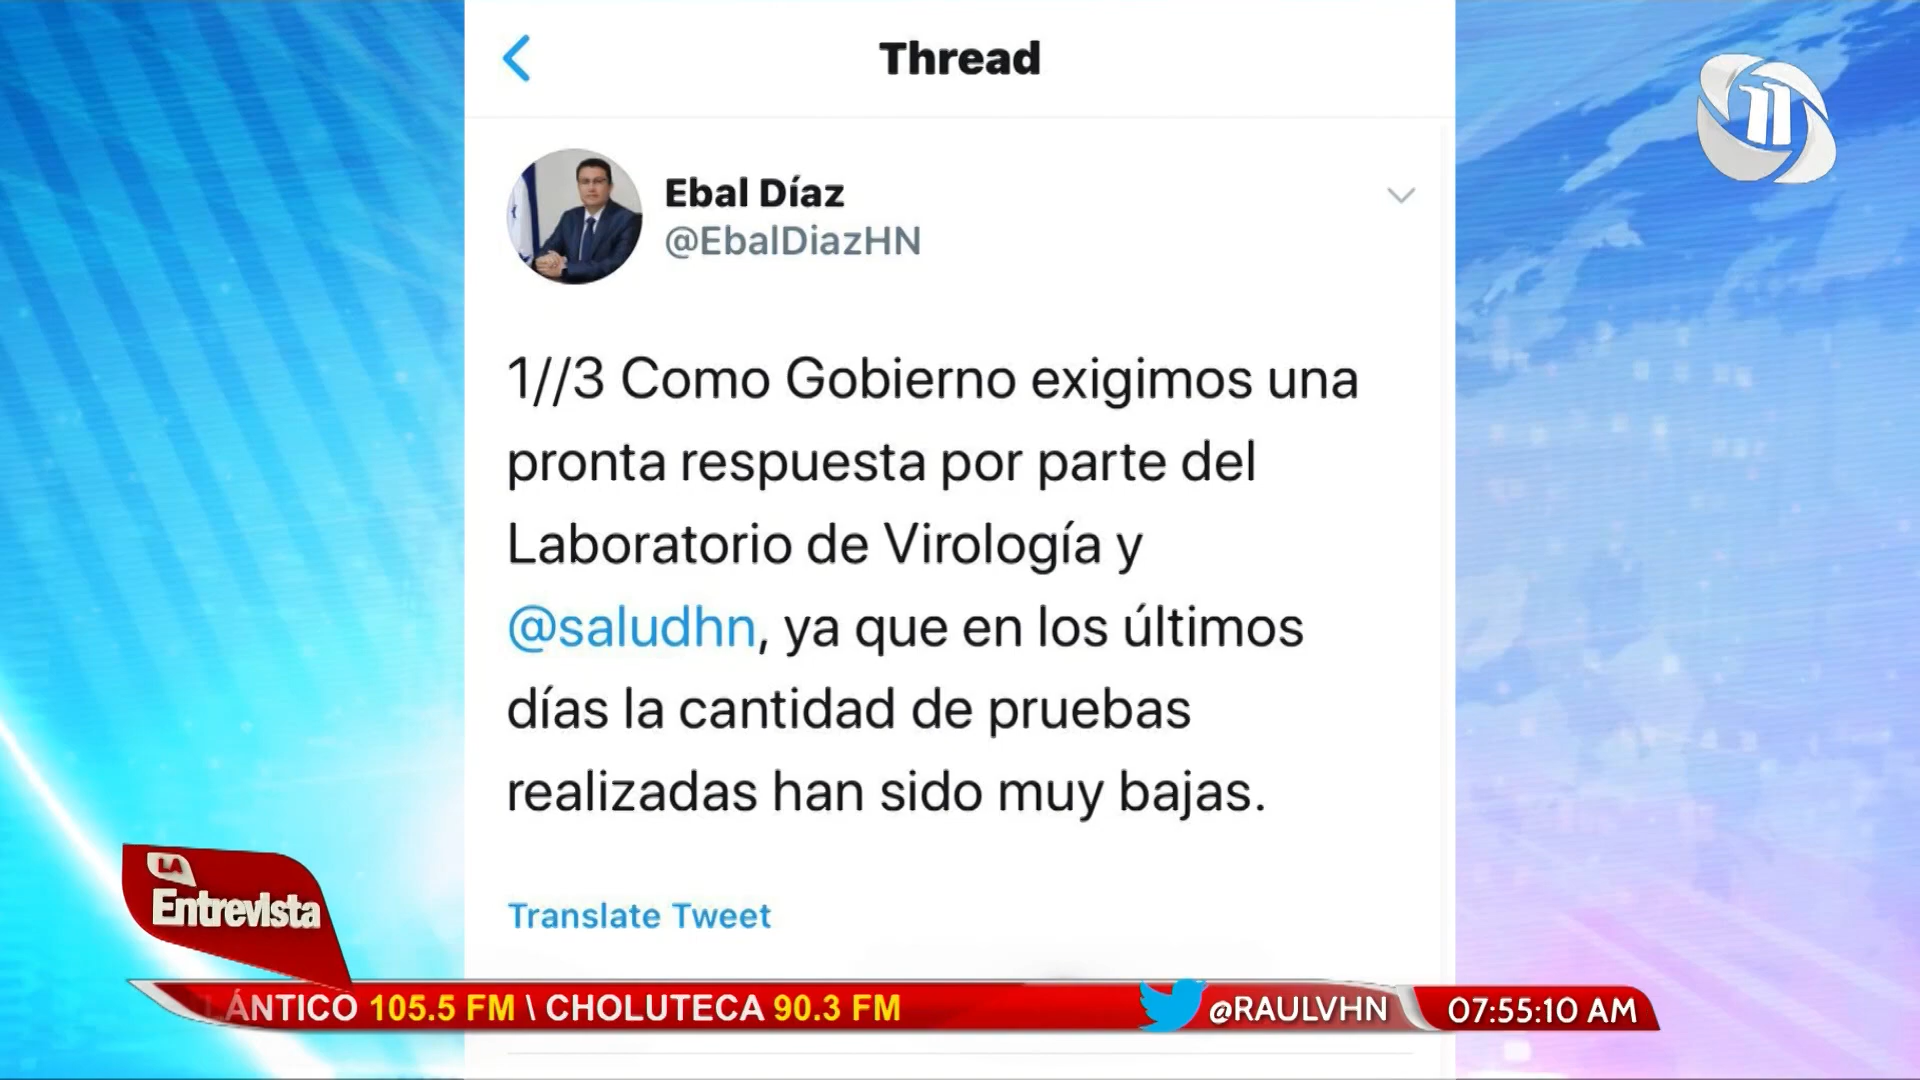 Thread
11
Ebal Díaz
@EbalDiazHN
1//3 Como Gobierno exigimos una
pronta respuesta por parte del
Laboratorio de Virología y
@saludhn, ya que en los últimos
días la cantidad de pruebas
realizadas han sido muy bajas.
Translate Tweet
LA
Entrevista
LÁNTICO 105.5 FM \ CHOLUTECA 90.3 FM
@RAULVHN
07:55:10 AM